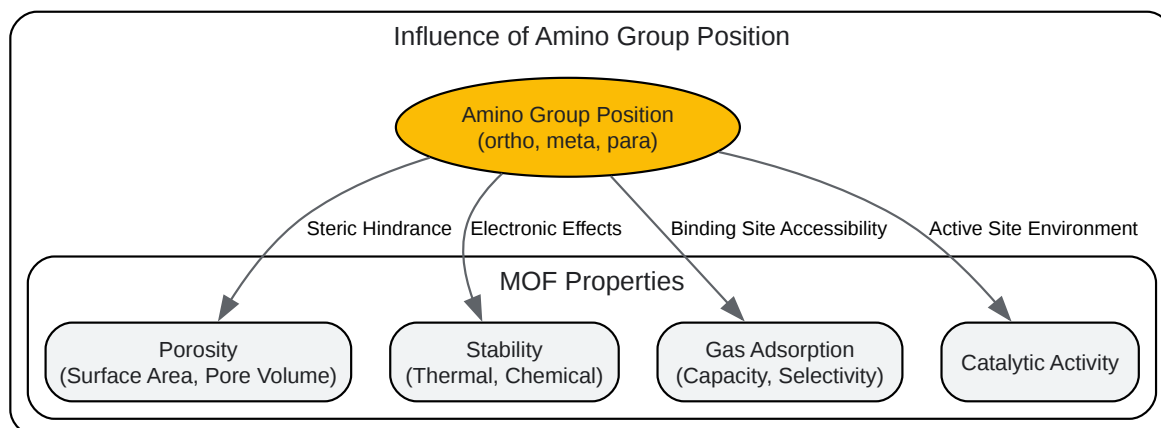 Influence of Amino Group Position
Amino Group Position
(ortho, meta, para)
Steric Hindrance
Electronic Effects
Binding Site Accessibility
Active Site Environment
MOF Properties
Porosity
(Surface Area, Pore Volume)
Stability
(Thermal, Chemical)
Gas Adsorption
(Capacity, Selectivity)
Catalytic Activity